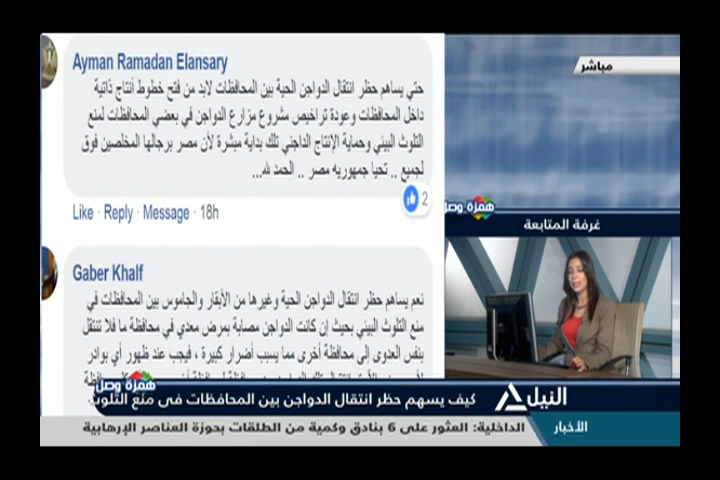 Ayman Ramadan Elansary
حتي يساهم حظر انتقال الدواجن الحية بين المحافظات لابد من فتح خطوط أنتاج ذاتية
داخل المحافظات وعودة تراخيص مشروع مزارع الدواجن في بعضي المحافظات لمنع
التلوث البيني وحماية الإنتاج الداجني تلك بداية مبشرة لأن مصر برجالها المخلصين فوق
لجميع .. تحيا جمهوريه مصر .. الحمد لله...
2
Like · Reply · Message · 18h
Gaber Khalf
نعم يساهم حظر انتقال الدواجن الحية وغيرها من الأبقار والجاموس بين المحافظات في
منع التلوث البيني بحيث إن كانت الدواجن مصابة بمرض معدي في محافظة ما فلا تنتقل
بنفس العدوى إلى محافظة أخرى مما يسبب أضرار كبيرة ، فيجب عند ظهور أي بوادر
مباشر
همزة وصل
غرفة المتابعة
همزة وصل
النيل
كيف يسهم حظر انتقال الدواجن بين المحافظات فى منع التلوث
الأخبار
الداخلية: العثور على 6 بنادق وكمية من الطلقات بحوزة العناصر الإرهابية